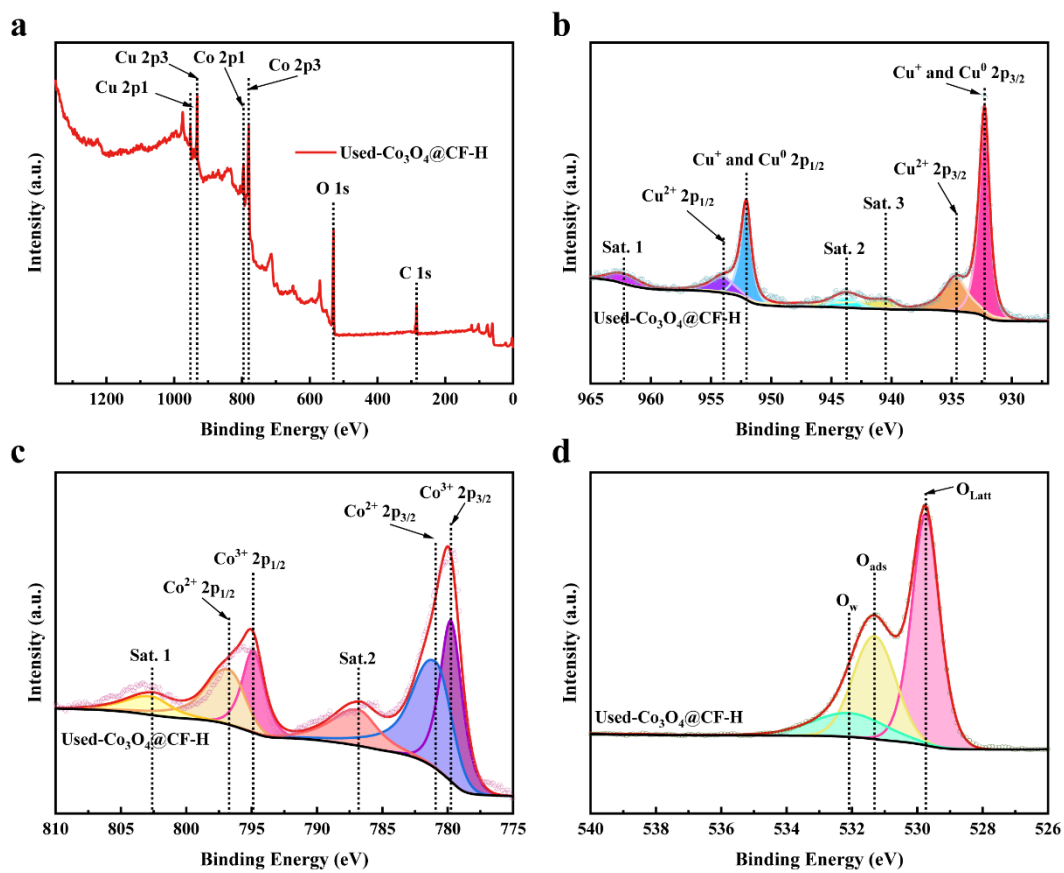 a
Cu 2p3
Co 2p1
Cu 2p1
Co 2p3
Used-Co₃O₄@CF-H
O 1s
C 1s
Intensity (a.u.)
1200 1000 800 600 400 200 0
Binding Energy (eV)
b
Cu⁺ and Cu⁰ 2p₃/₂
Cu⁺ and Cu⁰ 2p₁/₂
Cu²⁺ 2p₃/₂
Cu²⁺ 2p₁/₂
Sat. 3
Sat. 1
Sat. 2
Used-Co₃O₄@CF-H
Intensity (a.u.)
965 960 955 950 945 940 935 930
Binding Energy (eV)
c
Co³⁺ 2p₃/₂
Co²⁺ 2p₃/₂
Co³⁺ 2p₁/₂
Co²⁺ 2p₁/₂
Sat. 1
Sat.2
Used-Co₃O₄@CF-H
Intensity (a.u.)
810 805 800 795 790 785 780 775
Binding Energy (eV)
d
O_Latt
O_ads
O_w
Used-Co₃O₄@CF-H
Intensity (a.u.)
540 538 536 534 532 530 528 526
Binding Energy (eV)